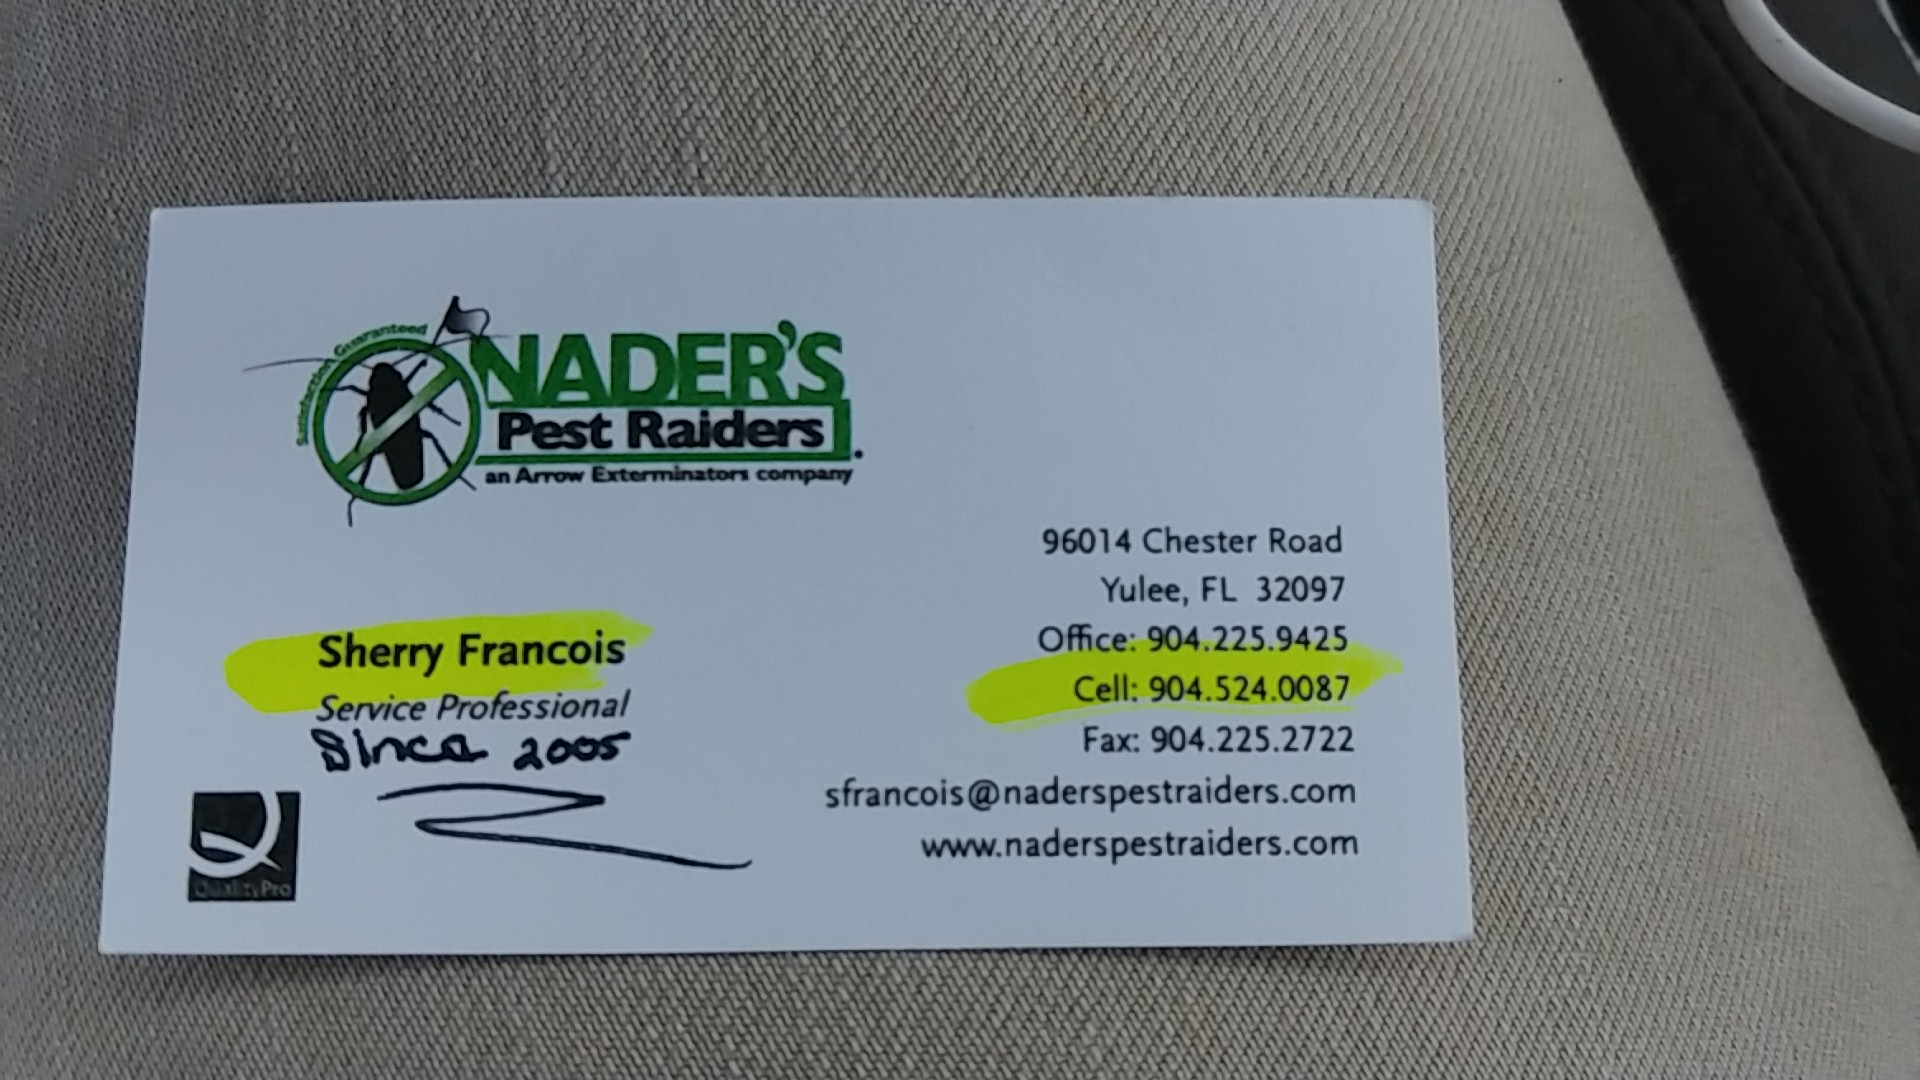 Satisfaction Guaranteed
NADER'S
Pest Raiders
an Arrow Exterminators company
Sherry Francois
Service Professional
Since 2005
QualityPro
96014 Chester Road
Yulee, FL 32097
Office: 904.225.9425
Cell: 904.524.0087
Fax: 904.225.2722
sfrancois@naderspestraiders.com
www.naderspestraiders.com